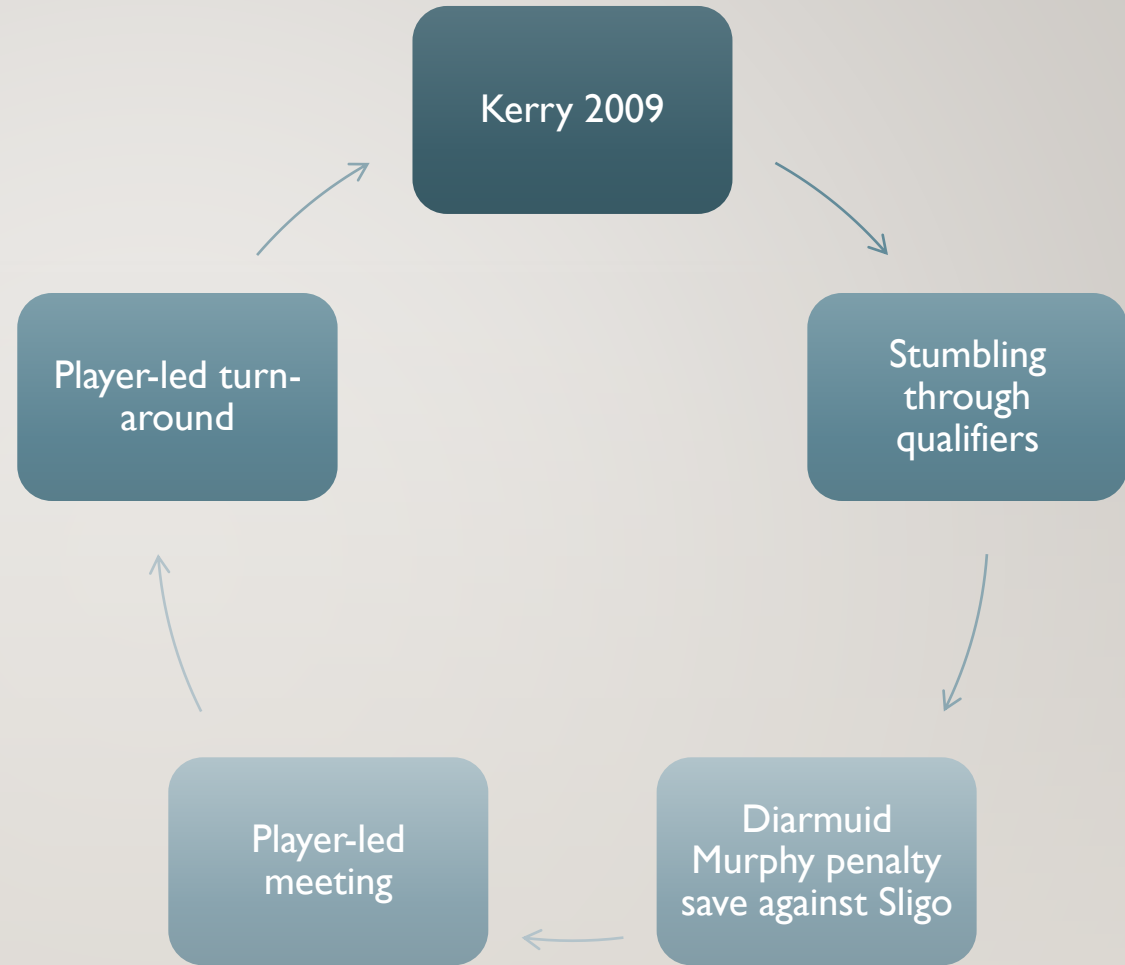 Kerry 2009
Stumbling
through
qualifiers
Diarmuid
Murphy penalty
save against Sligo
Player-led
meeting
Player-led turn-
around